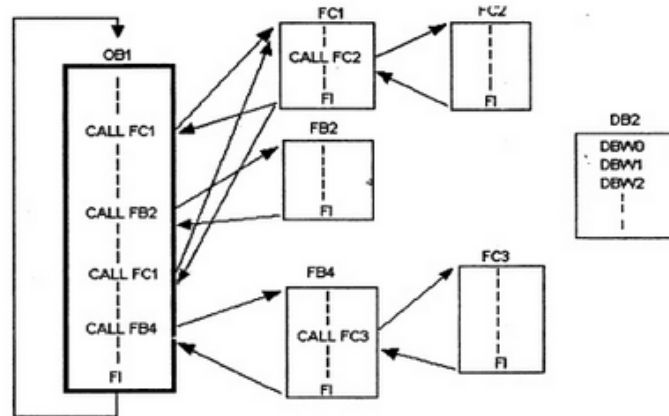 OB1
CALL FC1
CALL FB2
CALL FC1
CALL FB4
FI
FC1
CALL FC2
FI
FC2
FI
FB2
FI
FB4
CALL FC3
FI
FC3
FI
DB2
DBW0
DBW1
DBW2